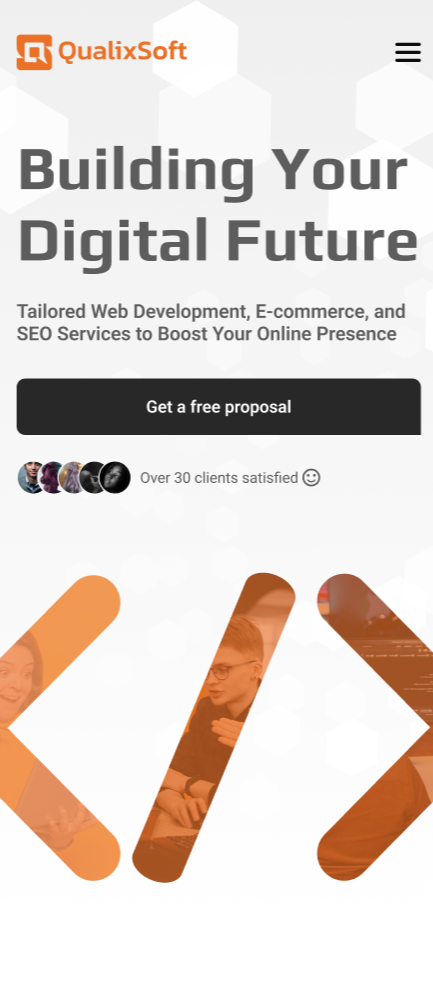 QualixSoft
Building Your
Digital Future
Tailored Web Development, E-commerce, and
SEO Services to Boost Your Online Presence
Get a free proposal
Over 30 clients satisfied